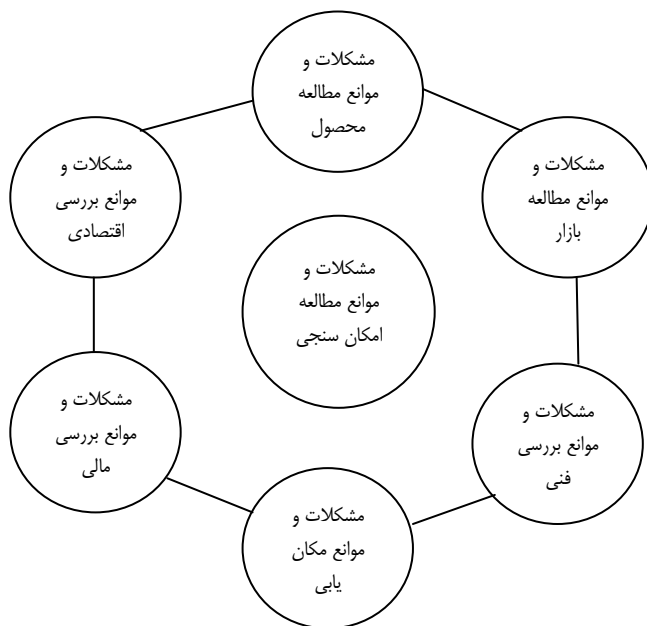 مشکلات و
موانع مطالعه
محصول
مشکلات و
موانع مطالعه
بازار
مشکلات و
موانع بررسی
اقتصادی
مشکلات و
موانع مطالعه
امکان سنجی
مشکلات و
موانع بررسی
فنی
مشکلات و
موانع بررسی
مالی
مشکلات و
موانع مکان
یابی